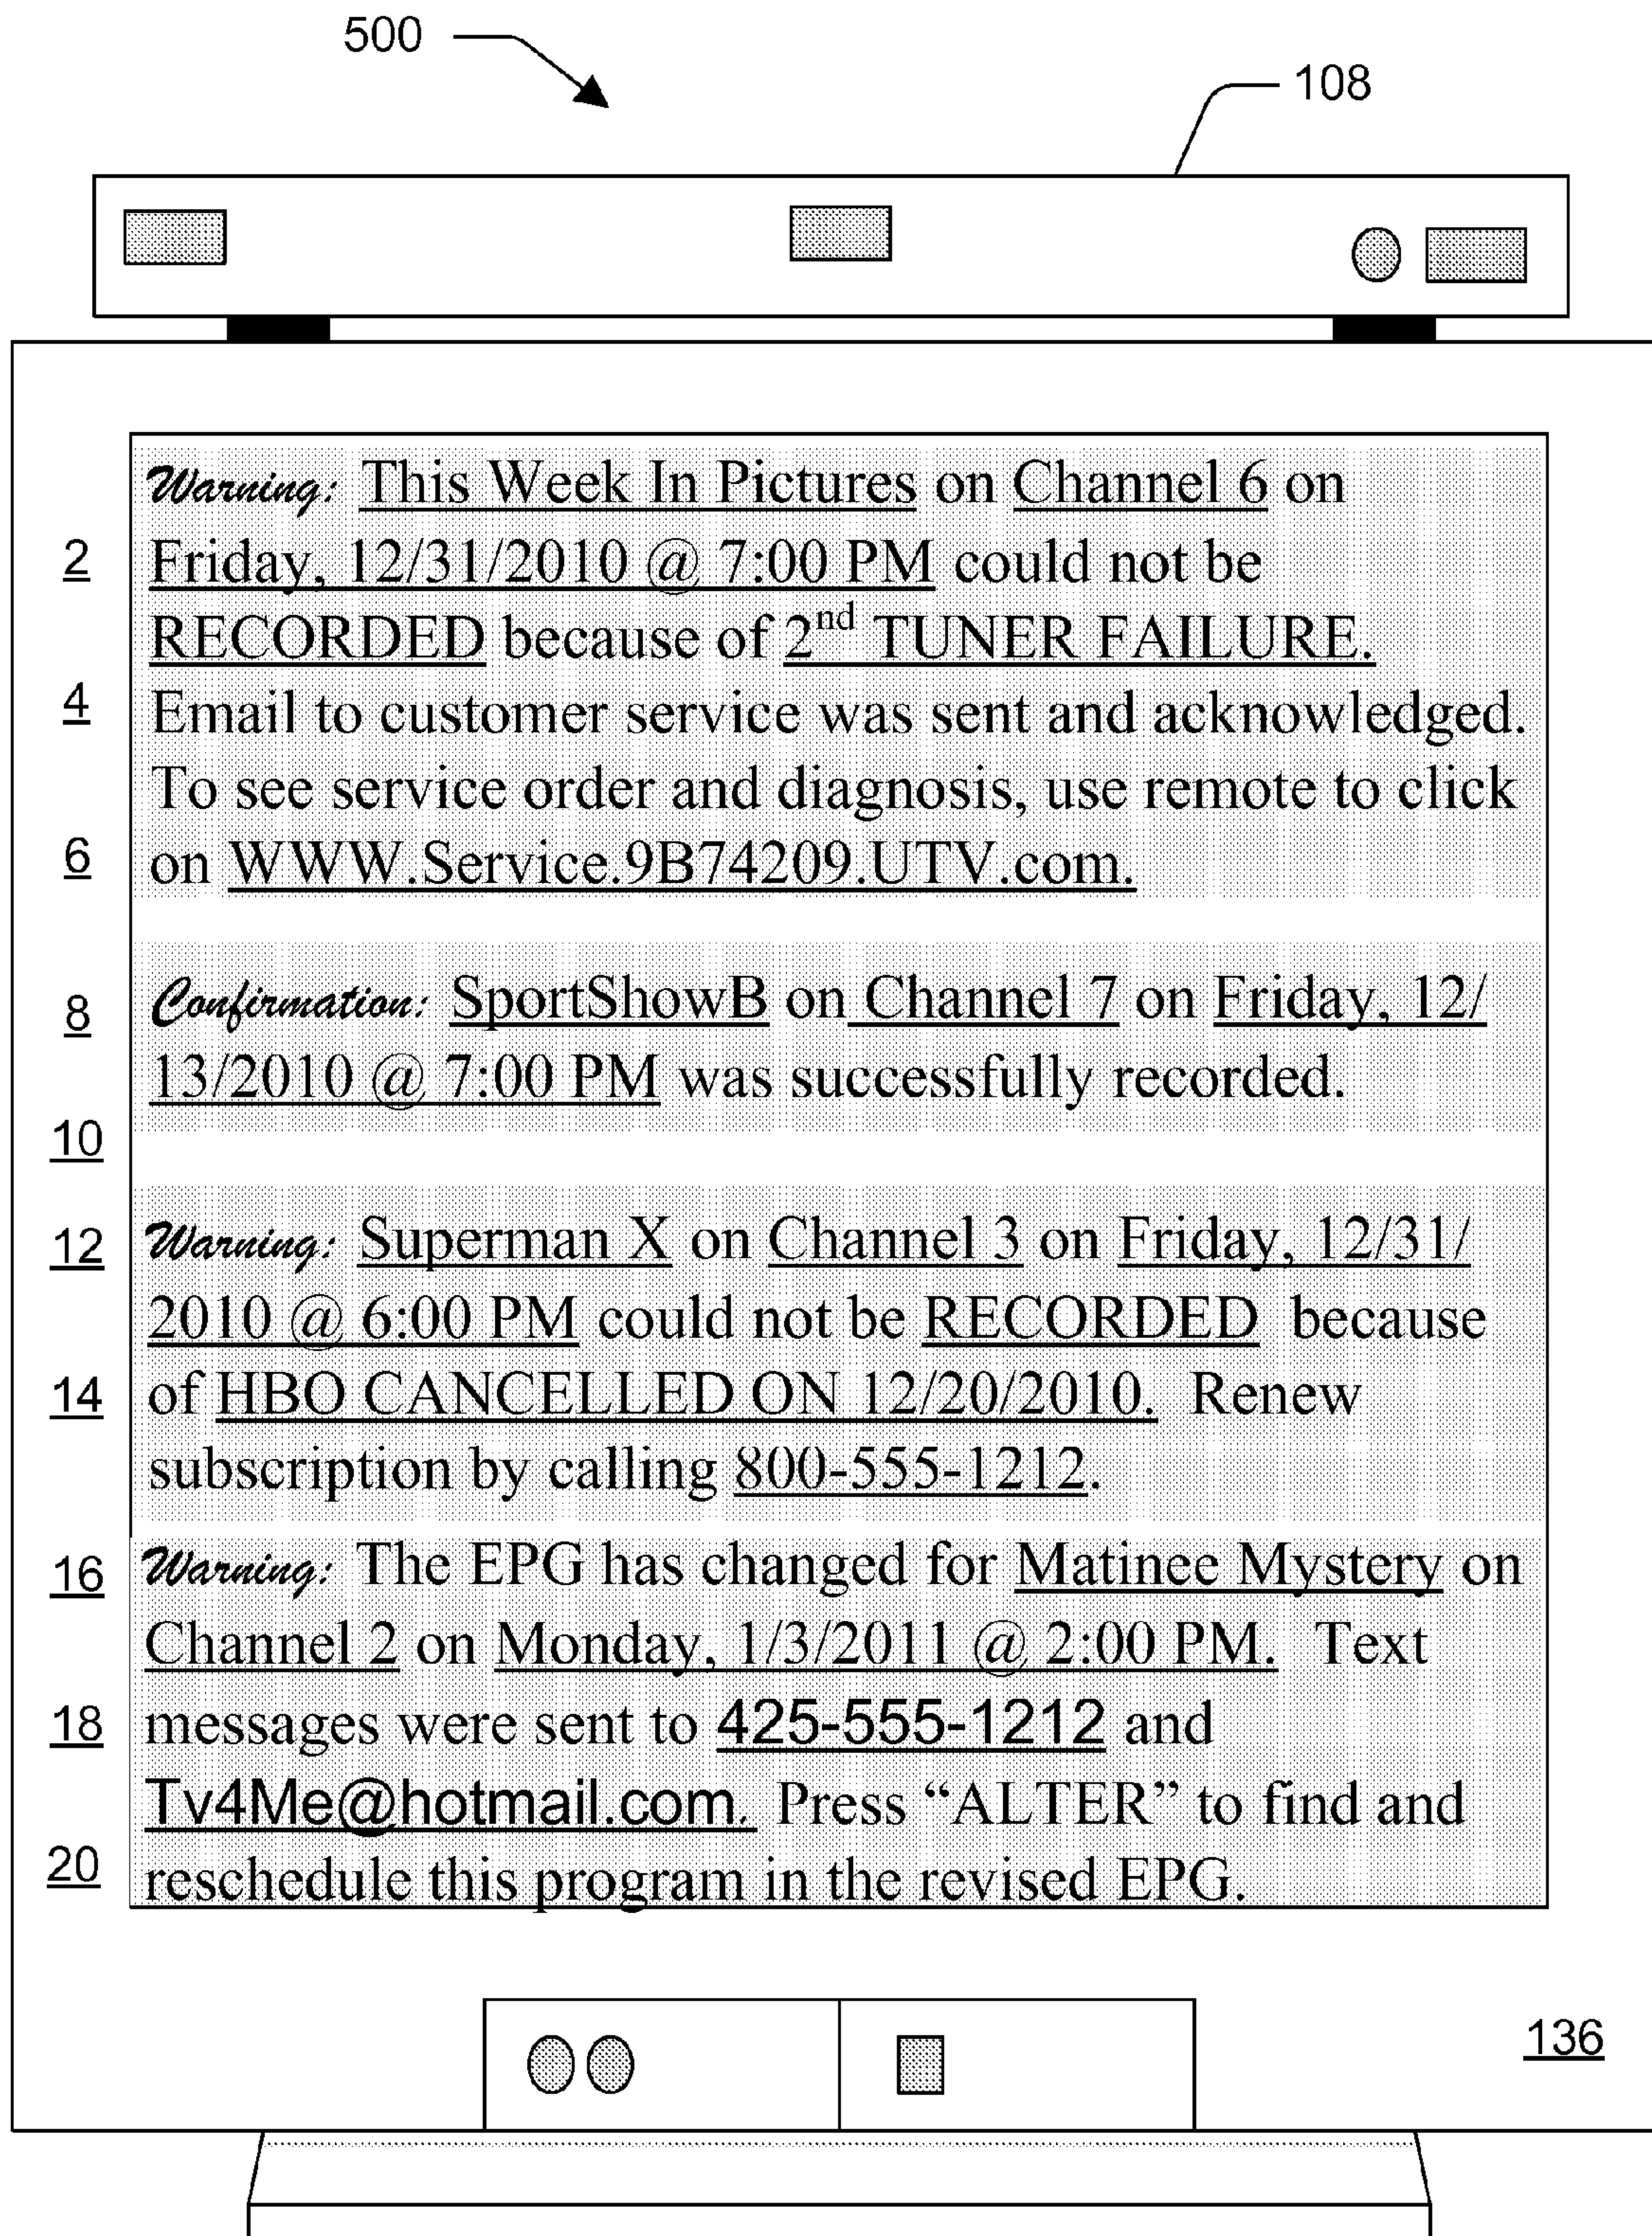 500
108
Warning: This Week In Pictures on Channel 6 on
2 Friday, 12/31/2010 @ 7:00 PM could not be
RECORDED because of 2nd TUNER FAILURE.
4 Email to customer service was sent and acknowledged.
To see service order and diagnosis, use remote to click
6 on WWW.Service.9B74209.UTV.com.
8 Confirmation: SportShowB on Channel 7 on Friday, 12/
13/2010 @ 7:00 PM was successfully recorded.
10
12 Warning: Superman X on Channel 3 on Friday, 12/31/
2010 @ 6:00 PM could not be RECORDED because
14 of HBO CANCELLED ON 12/20/2010. Renew
subscription by calling 800-555-1212.
16 Warning: The EPG has changed for Matinee Mystery on
Channel 2 on Monday, 1/3/2011 @ 2:00 PM. Text
18 messages were sent to 425-555-1212 and
Tv4Me@hotmail.com. Press “ALTER” to find and
20 reschedule this program in the revised EPG.
136